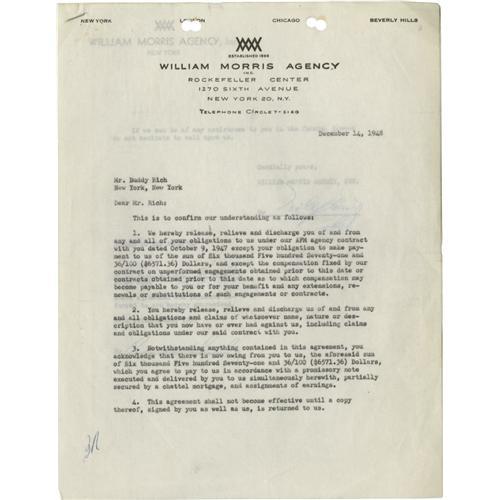 NEW YORK LONDON CHICAGO BEVERLY HILLS
ESTABLISHED 1898
WILLIAM MORRIS AGENCY
INC.
ROCKEFELLER CENTER
1270 SIXTH AVENUE
NEW YORK 20, N.Y.
TELEPHONE CIRCLE 7-2160
December 14, 1948
Mr. Buddy Rich
New York, New York
Dear Mr. Rich:
This is to confirm our understanding as follows:
1. We hereby release, relieve and discharge you of and from
any and all of your obligations to us under our AFM agency contract
with you dated October 9, 1947 except your obligation to make pay-
ment to us of the sum of Six thousand Five hundred Seventy-one and
36/100 ($6571.36) Dollars, and except the compensation fixed by our
contract on unperformed engagements obtained prior to this date or
contracts obtained prior to this date as to which compensation may
become payable to you or for your benefit and any extensions, re-
newals or substitutions of such engagements or contracts.
2. You hereby release, relieve and discharge us of and from any
and all obligations and claims of whatsoever name, nature or des-
cription that you now have or ever had against us, including claims
and obligations under our said contract with you.
3. Notwithstanding anything contained in this agreement, you
acknowledge that there is now owing from you to us, the aforesaid sum
of Six thousand Five hundred Seventy-one and 36/100 ($6571.36) Dollars,
which you agree to pay to us in accordance with a promissory note
executed and delivered by you to us simultaneously herewith, partially
secured by a chattel mortgage, and assignments of earnings.
4. This agreement shall not become effective until a copy
thereof, signed by you as well as us, is returned to us.